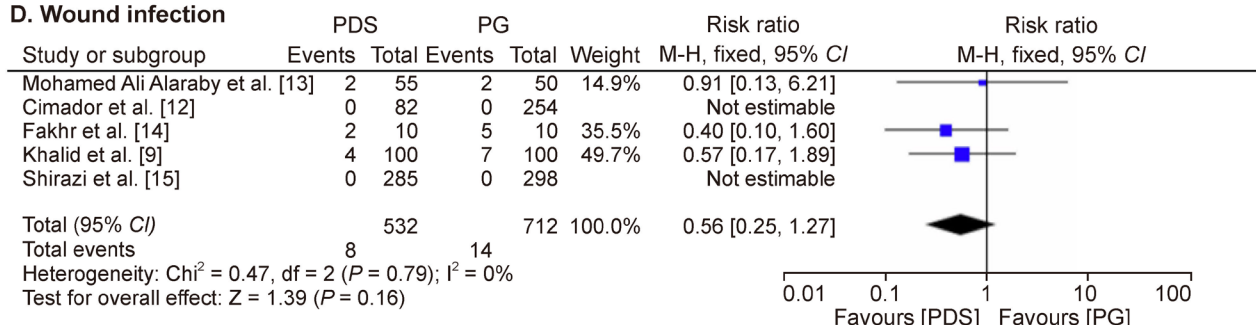 D. Wound infection
PDS PG Risk ratio Risk ratio
Study or subgroup Events Total Events Total Weight M-H, fixed, 95% CI M-H, fixed, 95% CI
Mohamed Ali Alaraby et al. [13] 2 55 2 50 14.9% 0.91 [0.13, 6.21]
Cimador et al. [12] 0 82 0 254 Not estimable
Fakhr et al. [14] 2 10 5 10 35.5% 0.40 [0.10, 1.60]
Khalid et al. [9] 4 100 7 100 49.7% 0.57 [0.17, 1.89]
Shirazi et al. [15] 0 285 0 298 Not estimable
Total (95% CI) 532 712 100.0% 0.56 [0.25, 1.27]
Total events 8 14
Heterogeneity: Chi² = 0.47, df = 2 (P = 0.79); I² = 0%
Test for overall effect: Z = 1.39 (P = 0.16)
0.01 0.1 1 10 100
Favours [PDS] Favours [PG]